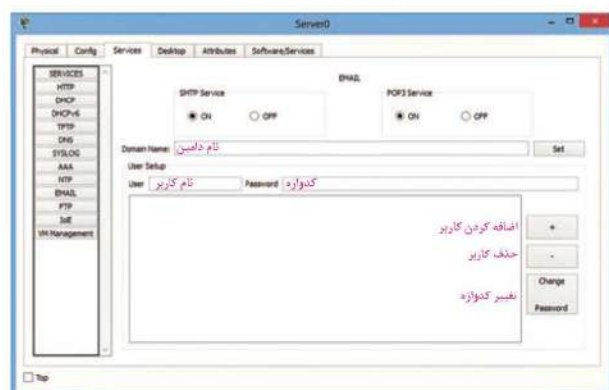 Server0
Physical Config Services Desktop Attributes Software/Services
SERVICES
HTTP
DHCP
DHCPv6
TFTP
DNS
SYSLOG
AAA
NTP
EMAIL
FTP
IoE
VM Management
EMAIL
SMTP Service
ON OFF
POP3 Service
ON OFF
Domain Name: نام دامین Set
User Setup
User نام کاربر Password کدواژه
اضافه کردن کاربر +
حذف کاربر -
تغییر کدواژه Change Password
Top